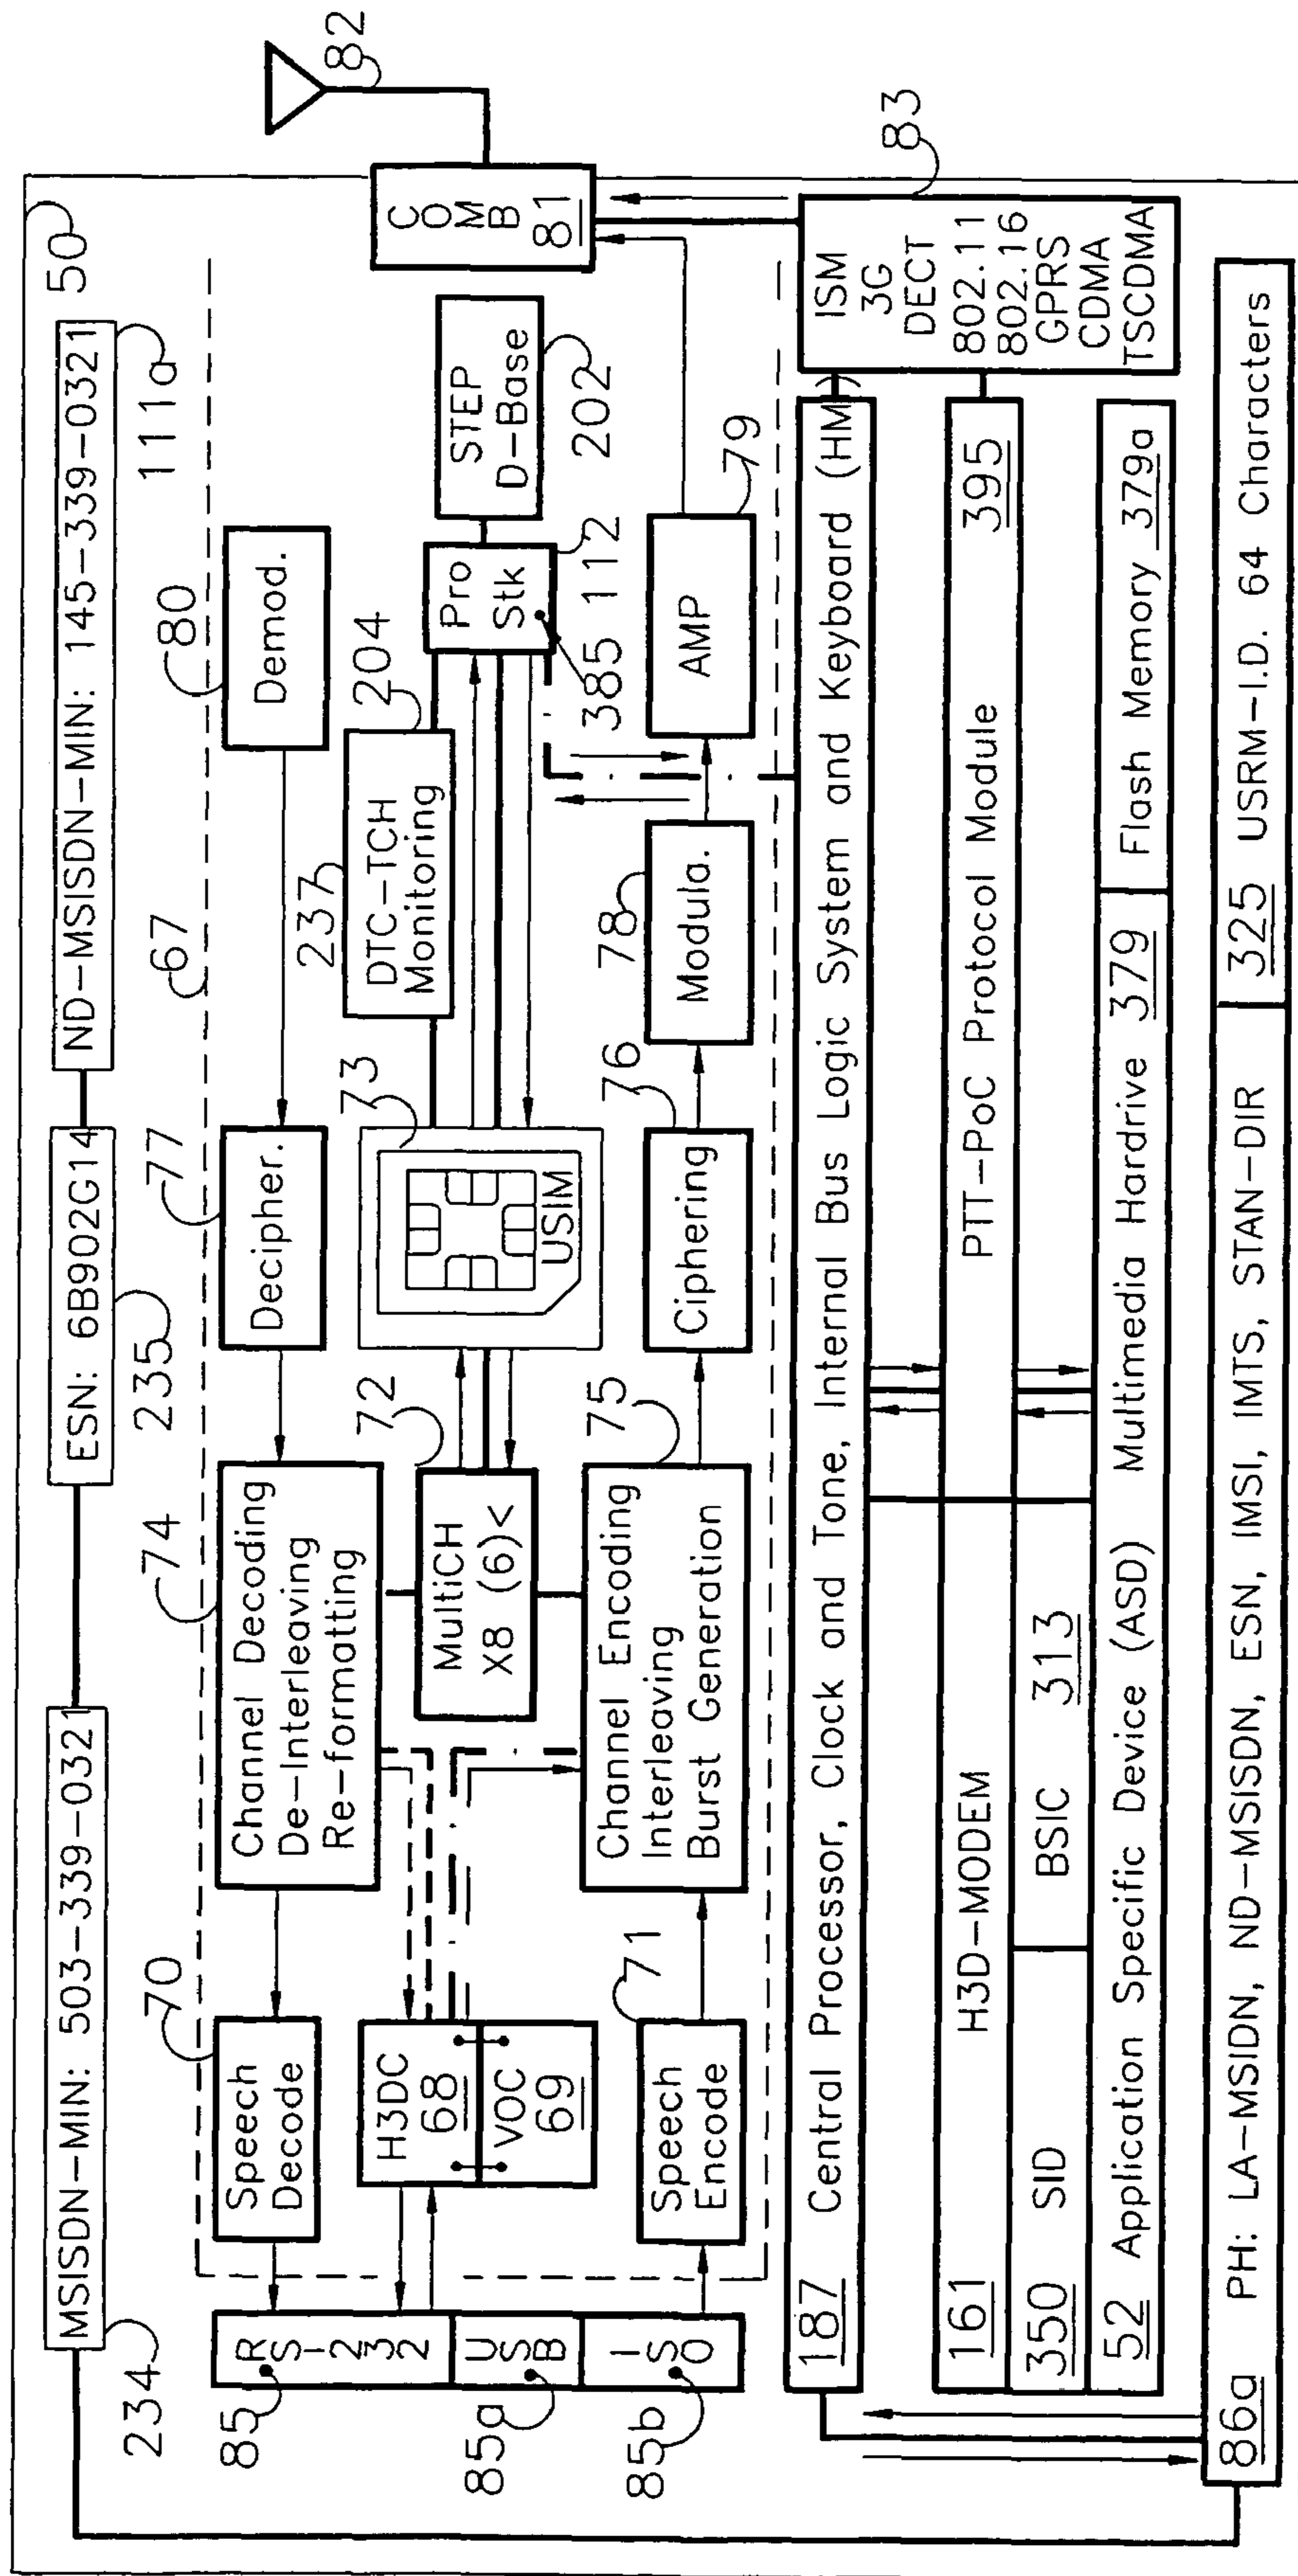 50
82
MSISDN-MIN: 503-339-0321
ESN: 6B902G14
ND-MSISDN-MIN: 145-339-0321
234
235
111a
67
70
74
77
80
Speech
Decode
Channel Decoding
De-Interleaving
Re-formating
Decipher.
Demod.
85
RS-232
85a
USB
85b
ISO
H3DC
68
VOC
69
72
MultiCH
X8 (6)<
73
USIM
237
DTC-TCH
Monitoring
204
Pro
Stk
385
112
STEP
D-Base
202
COMB
81
71
Speech
Encode
75
Channel Encoding
Interleaving
Burst Generation
76
Ciphering
78
Modula.
79
AMP
83
ISM
3G
DECT
802.11
802.16
GPRS
CDMA
TSCDMA
187 Central Processor, Clock and Tone, Internal Bus Logic System and Keyboard (HM)
161 H3D-MODEM PTT-PoC Protocol Module 395
350 SID BSIC 313
52 Application Specific Device (ASD) Multimedia Hardrive 379 Flash Memory 379a
86a PH: LA-MSIDN, ND-MSISDN, ESN, IMSI, IMTS, STAN-DIR 325 USRM-I.D. 64 Characters